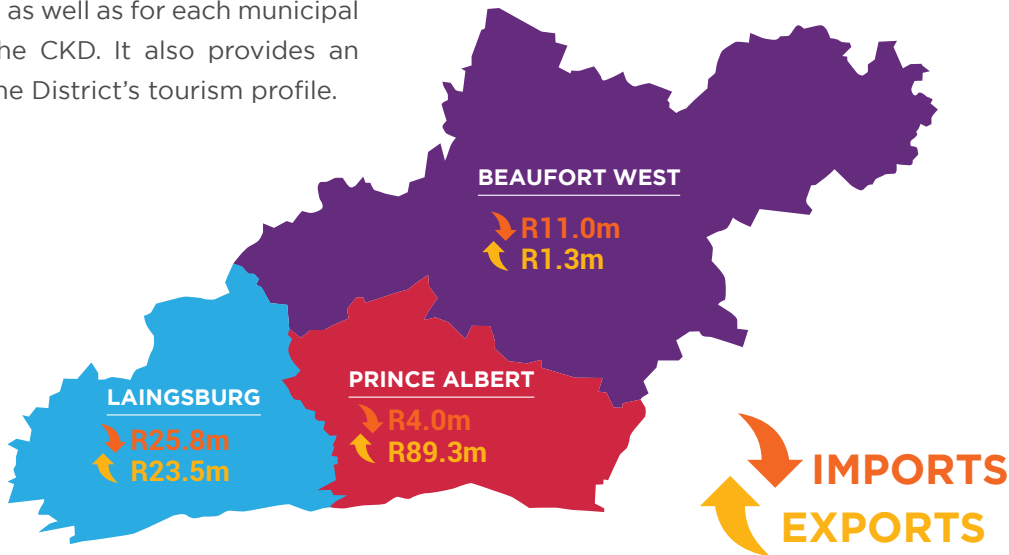 as well as for each municipal
he CKD. It also provides an
ne District's tourism profile.
BEAUFORT WEST
R11.0m
R1.3m
PRINCE ALBERT
R4.0m
R89.3m
LAINGSBURG
R25.8m
R23.5m
IMPORTS
EXPORTS